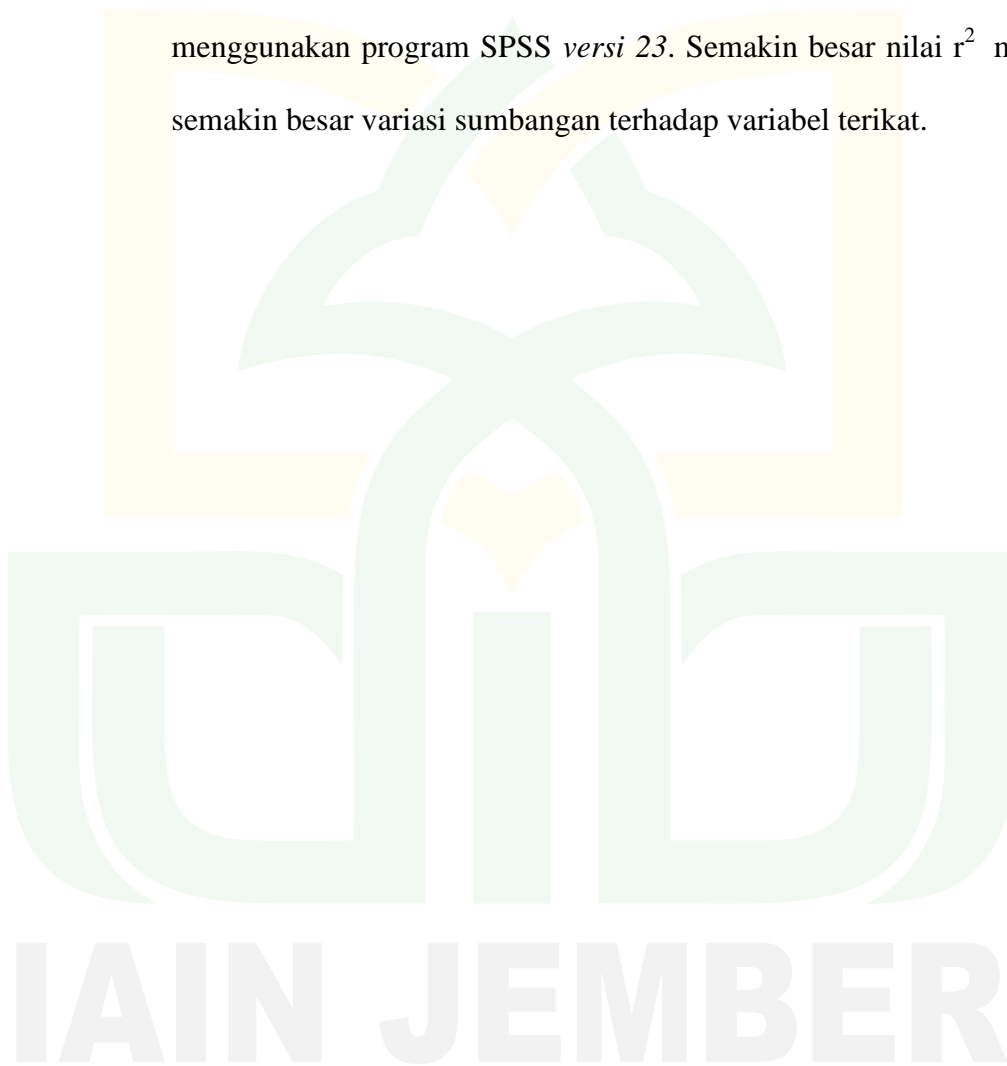 menggunakan program SPSS versi 23. Semakin besar nilai r²
semakin besar variasi sumbangan terhadap variabel terikat.
IAIN JEMBER